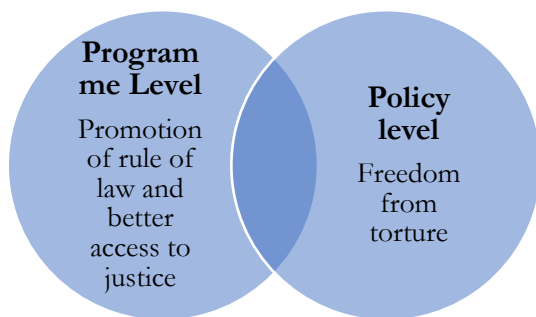 Program
me Level
Promotion
of rule of
law and
better
access to
justice
Policy
level
Freedom
from
torture